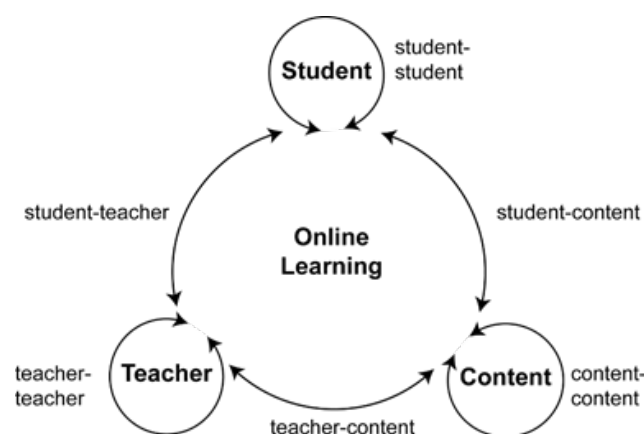 Student
student-
student
student-teacher
student-content
Online
Learning
teacher-
teacher
Teacher
Content
content-
content
teacher-content